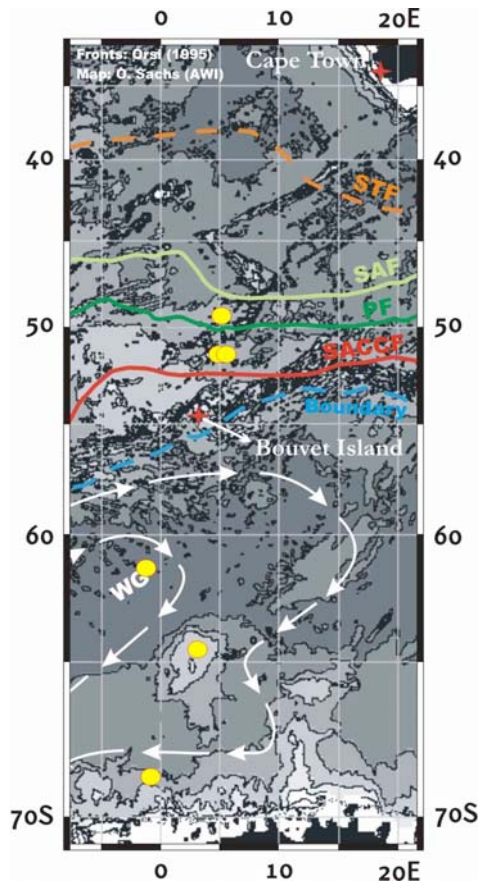 0 10 20E
Fronts: Orsi (1995)
Map: O. Sachs (AWI)
Cape Town
40 40
STF
SAF
PF
50 50
SACCF
Boundary
Bouvet Island
60 60
WG
70S 70S
0 10 20E